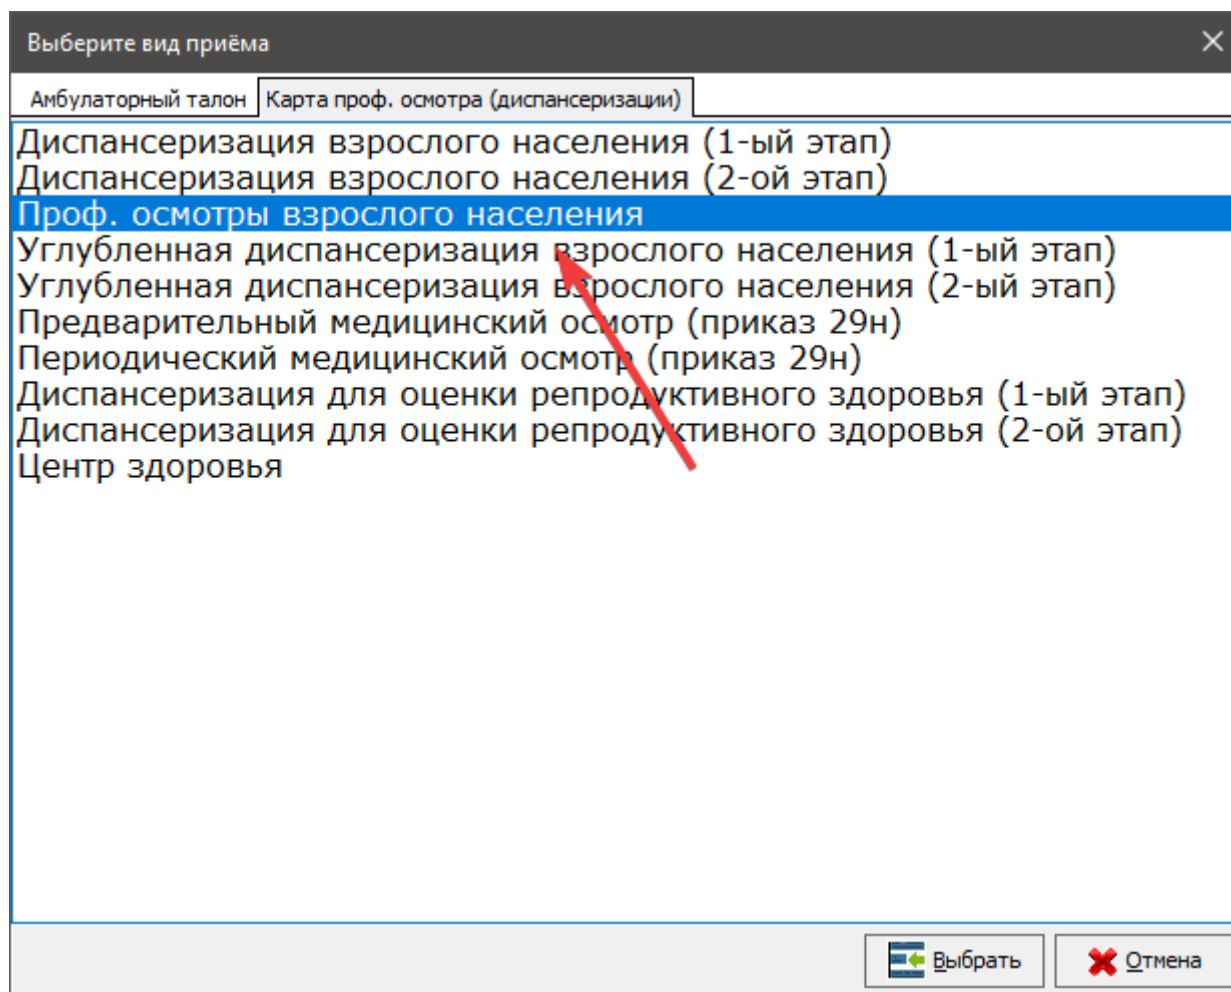 Выберите вид приёма
Амбулаторный талон Карта проф. осмотра (диспансеризации)
Диспансеризация взрослого населения (1-ый этап)
Диспансеризация взрослого населения (2-ой этап)
Проф. осмотры взрослого населения
Углубленная диспансеризация взрослого населения (1-ый этап)
Углубленная диспансеризация взрослого населения (2-ый этап)
Предварительный медицинский осмотр (приказ 29н)
Периодический медицинский осмотр (приказ 29н)
Диспансеризация для оценки репродуктивного здоровья (1-ый этап)
Диспансеризация для оценки репродуктивного здоровья (2-ой этап)
Центр здоровья
Выбрать Отмена